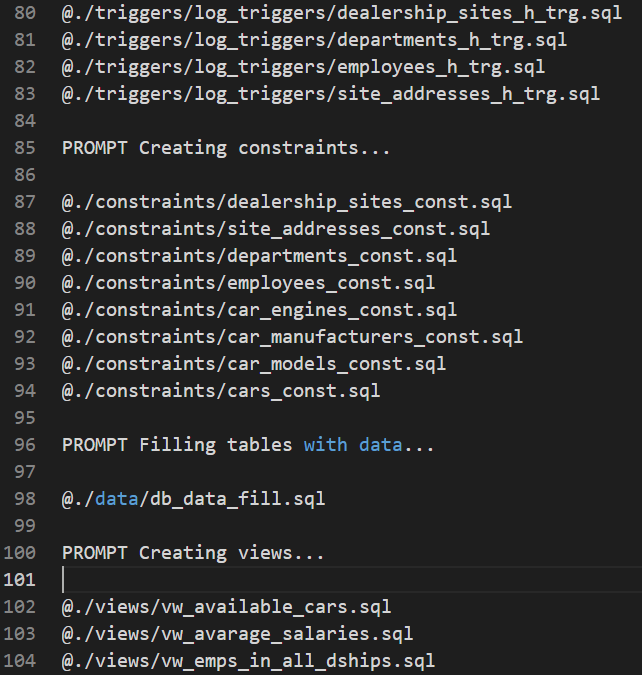 80 @./triggers/log_triggers/dealership_sites_h_trg.sql
81 @./triggers/log_triggers/departments_h_trg.sql
82 @./triggers/log_triggers/employees_h_trg.sql
83 @./triggers/log_triggers/site_addresses_h_trg.sql
84
85 PROMPT Creating constraints...
86
87 @./constraints/dealership_sites_const.sql
88 @./constraints/site_addresses_const.sql
89 @./constraints/departments_const.sql
90 @./constraints/employees_const.sql
91 @./constraints/car_engines_const.sql
92 @./constraints/car_manufacturers_const.sql
93 @./constraints/car_models_const.sql
94 @./constraints/cars_const.sql
95
96 PROMPT Filling tables with data...
97
98 @./data/db_data_fill.sql
99
100 PROMPT Creating views...
101
102 @./views/vw_available_cars.sql
103 @./views/vw_avarage_salaries.sql
104 @./views/vw_emps_in_all_dships.sql